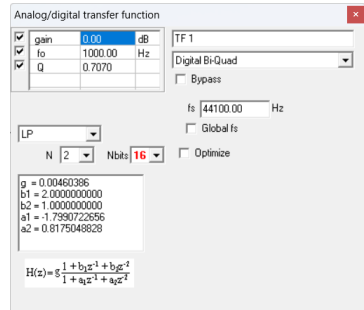 Analog/digital transfer function
gain 0.00 dB
fo 1000.00 Hz
Q 0.7070
TF 1
Digital Bi-Quad
Bypass
fs 44100.00 Hz
Global fs
LP
N 2 Nbits 16
Optimize
g = 0.00460386
b1 = 2.0000000000
b2 = 1.0000000000
a1 = -1.7990722656
a2 = 0.8175048828
H(z)=g (1+b₁z⁻¹+b₂z⁻²)/(1+a₁z⁻¹+a₂z⁻²)